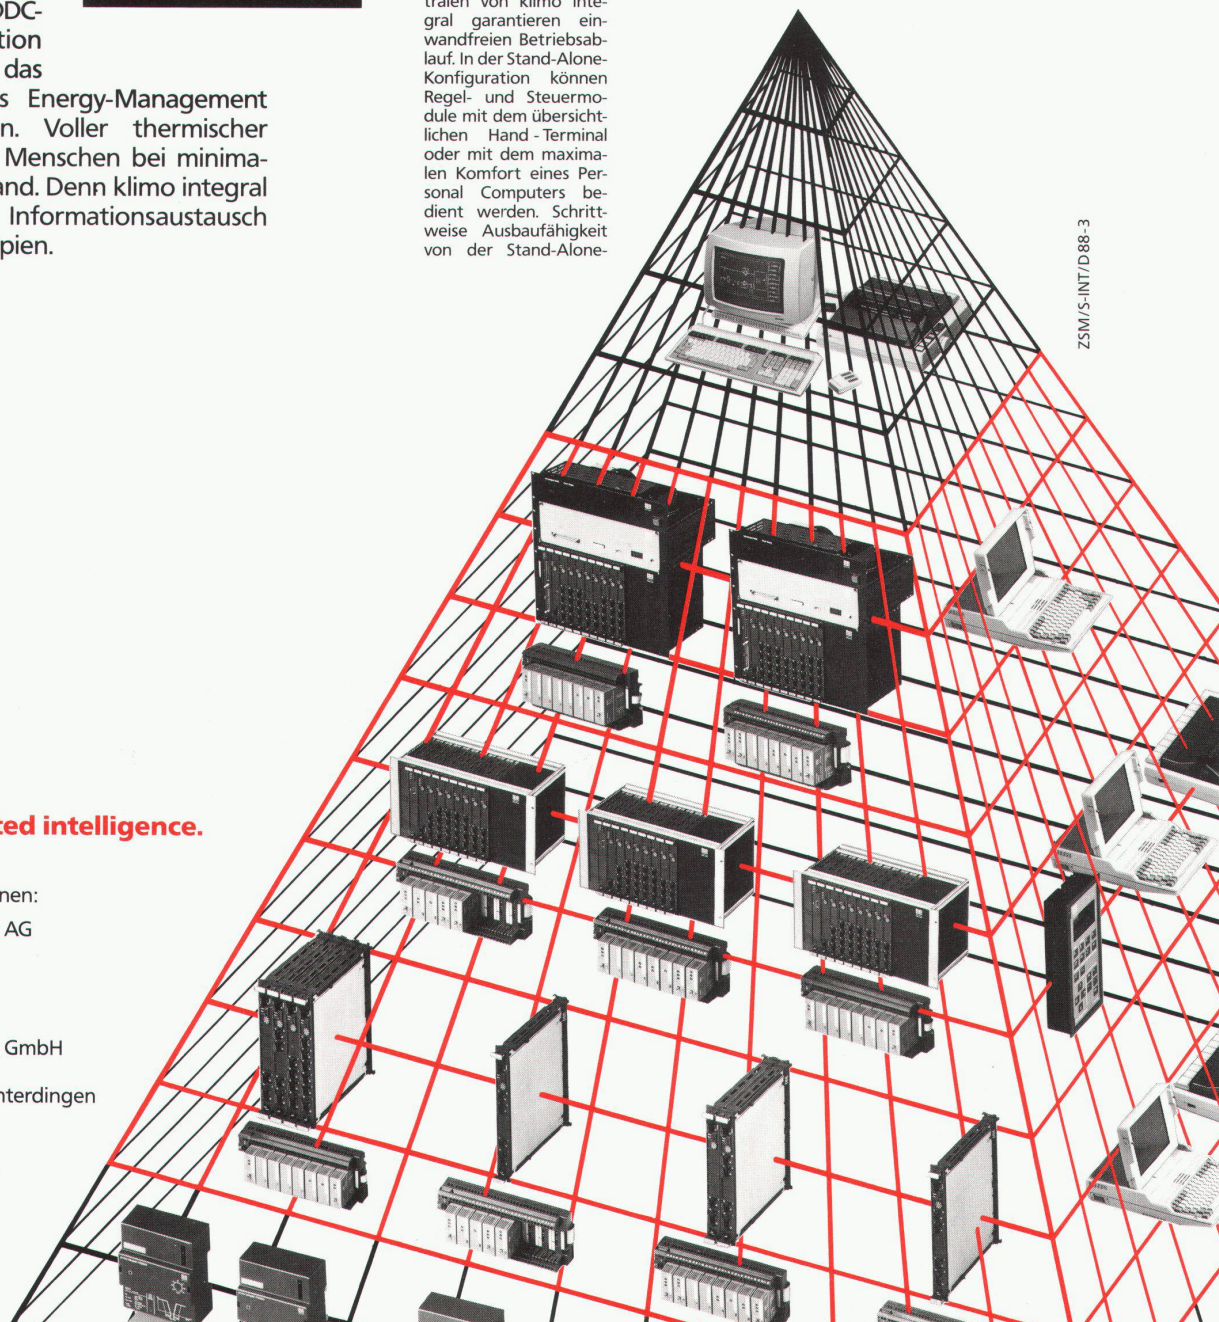 DDC-
tion
das
s Energy-Management
n. Voller thermischer
Menschen bei minima-
and. Denn klimo integral
Informationsaustausch
pien.
tralen von klimo inte-
gral garantieren ein-
wandfreien Betriebsab-
lauf. In der Stand-Alone-
Konfiguration können
Regel- und Steuermo-
dule mit dem übersicht-
lichen Hand - Terminal
oder mit dem maxima-
len Komfort eines Per-
sonal Computers be-
dient werden. Schritt-
weise Ausbaufähigkeit
von der Stand-Alone-
ZSM/S-INT/D88-3
ted intelligence.
nen:
AG
GmbH
nterdingen